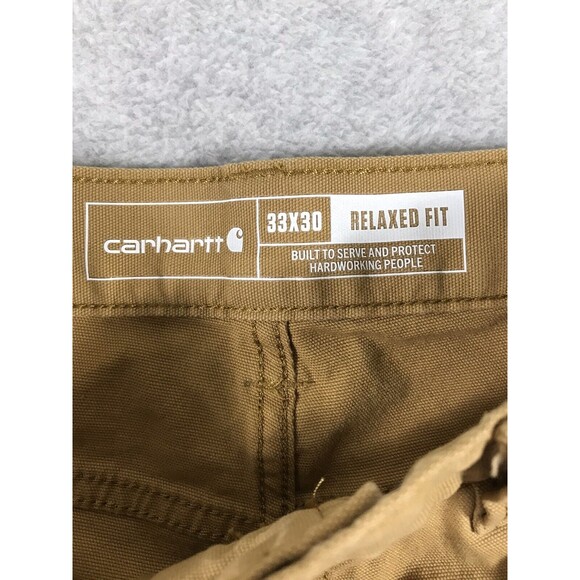 carhartt
33X30
RELAXED FIT
BUILT TO SERVE AND PROTECT
HARDWORKING PEOPLE